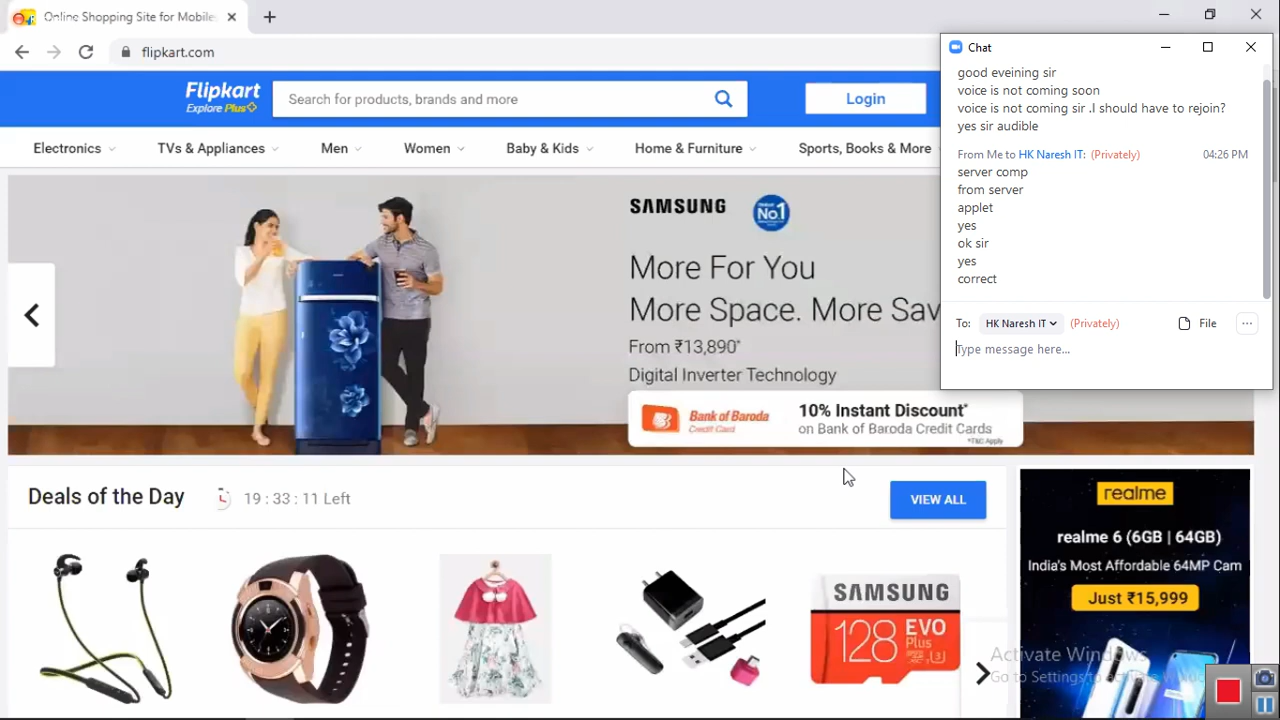 Online Shopping Site for Mobile
flipkart.com
Flipkart
Explore Plus
Search for products, brands and more
Login
Electronics
TVs & Appliances
Men
Women
Baby & Kids
Home & Furniture
Sports, Books & More
SAMSUNG
No1
More For You
More Space. More Sav
From ₹13,890*
Digital Inverter Technology
Bank of Baroda
Credit Card
10% Instant Discount*
on Bank of Baroda Credit Cards
*T&C Apply
Chat
good eveining sir
voice is not coming soon
voice is not coming sir .I should have to rejoin?
yes sir audible
From Me to HK Naresh IT: (Privately) 04:26 PM
server comp
from server
applet
yes
ok sir
yes
correct
To: HK Naresh IT (Privately) File
Type message here...
Deals of the Day
19 : 33 : 11 Left
VIEW ALL
SAMSUNG
128 EVO
Plus
realme
realme 6 (6GB | 64GB)
India's Most Affordable 64MP Cam
Just ₹15,999
Activate Windows
Go to Settings to activate